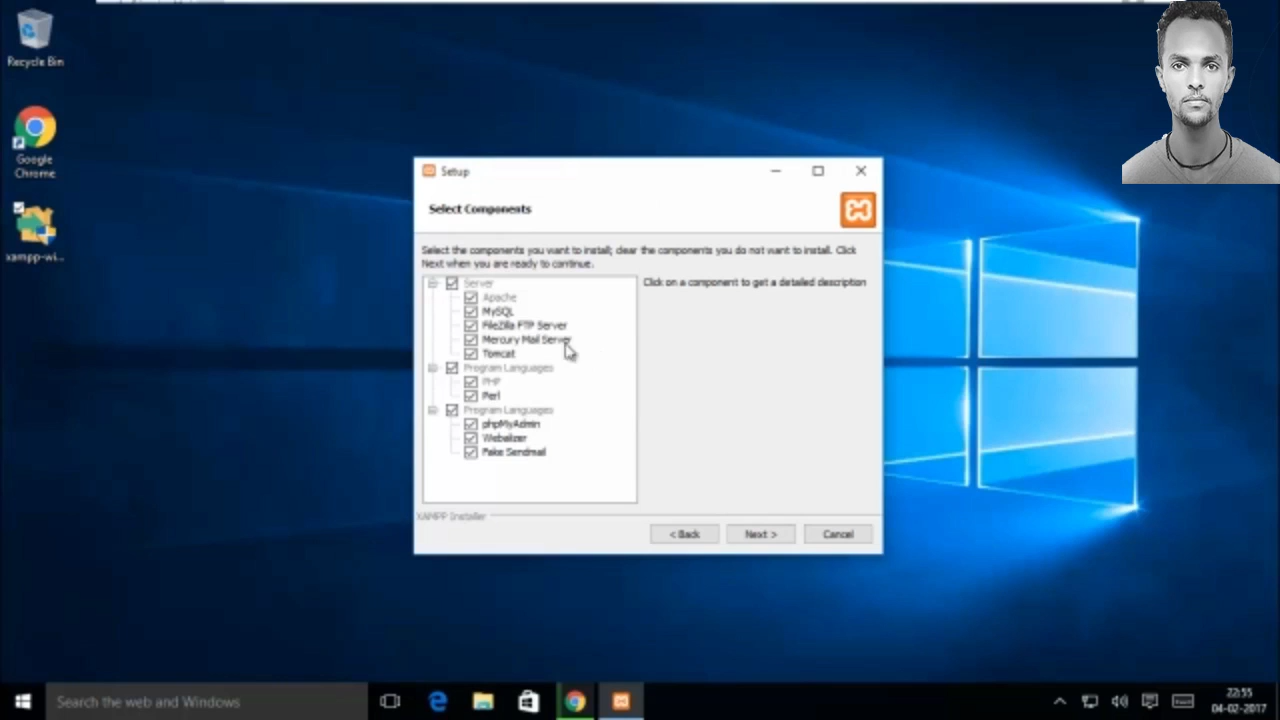 Recycle Bin
Google
Chrome
xampp-wi...
Setup
Select Components
Select the components you want to install; clear the components you do not want to install. Click
Next when you are ready to continue.
Server
Apache
MySQL
FileZilla FTP Server
Mercury Mail Server
Tomcat
Program Languages
PHP
Perl
Program Languages
phpMyAdmin
Webalizer
Fake Sendmail
Click on a component to get a detailed description
XAMPP Installer
< Back
Next >
Cancel
Search the web and Windows
22:55
04-02-2017